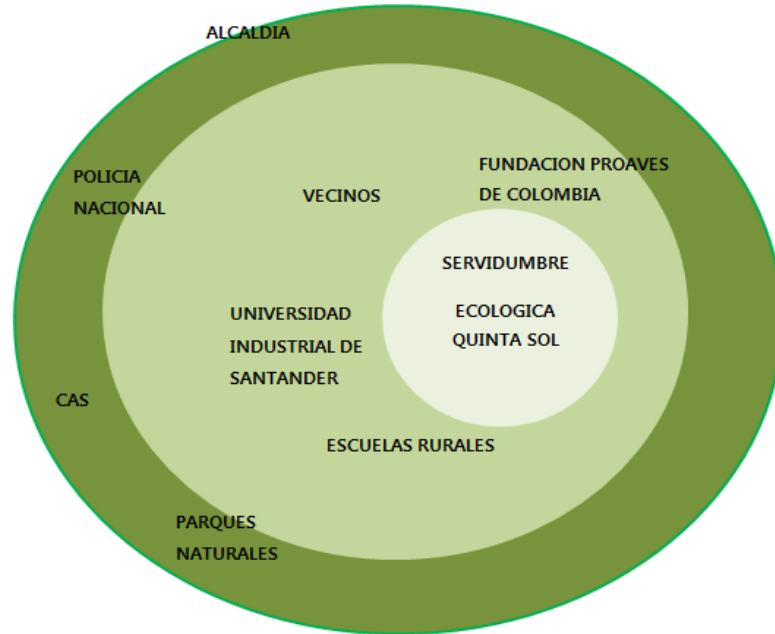 ALCALDIA
POLICIA
NACIONAL
VECINOS
FUNDACION PROAVES
DE COLOMBIA
SERVIDUMBRE
ECOLOGICA
QUINTA SOL
UNIVERSIDAD
INDUSTRIAL DE
SANTANDER
CAS
ESCUELAS RURALES
PARQUES
NATURALES